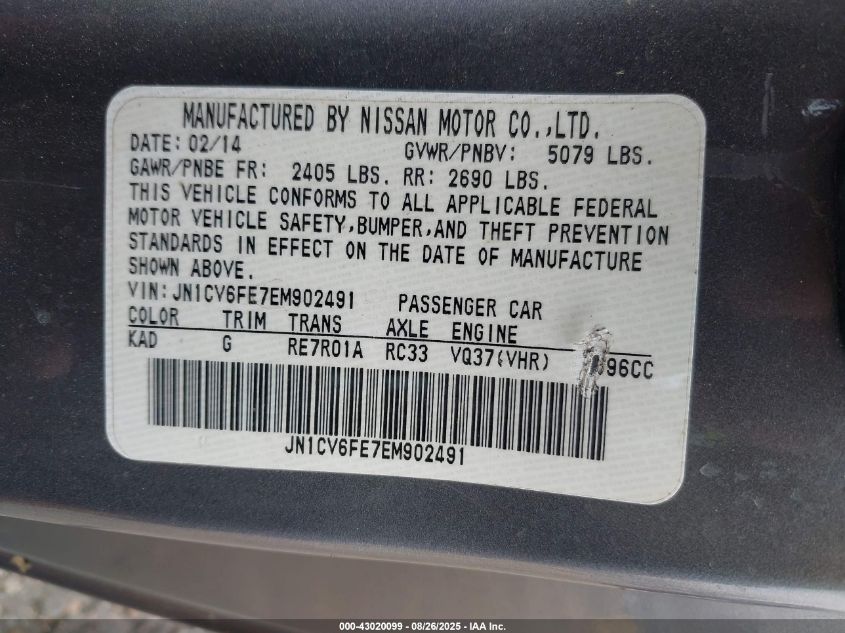 MANUFACTURED BY NISSAN MOTOR CO.,LTD.
DATE: 02/14 GVWR/PNBV: 5079 LBS.
GAWR/PNBE FR: 2405 LBS. RR: 2690 LBS.
THIS VEHICLE CONFORMS TO ALL APPLICABLE FEDERAL
MOTOR VEHICLE SAFETY,BUMPER,AND THEFT PREVENTION
STANDARDS IN EFFECT ON THE DATE OF MANUFACTURE
SHOWN ABOVE.
VIN: JN1CV6FE7EM902491 PASSENGER CAR
COLOR TRIM TRANS AXLE ENGINE
KAD G RE7R01A RC33 VQ37(VHR)
JN1CV6FE7EM902491
000-43020099 - 08/26/2025 - IAA Inc.